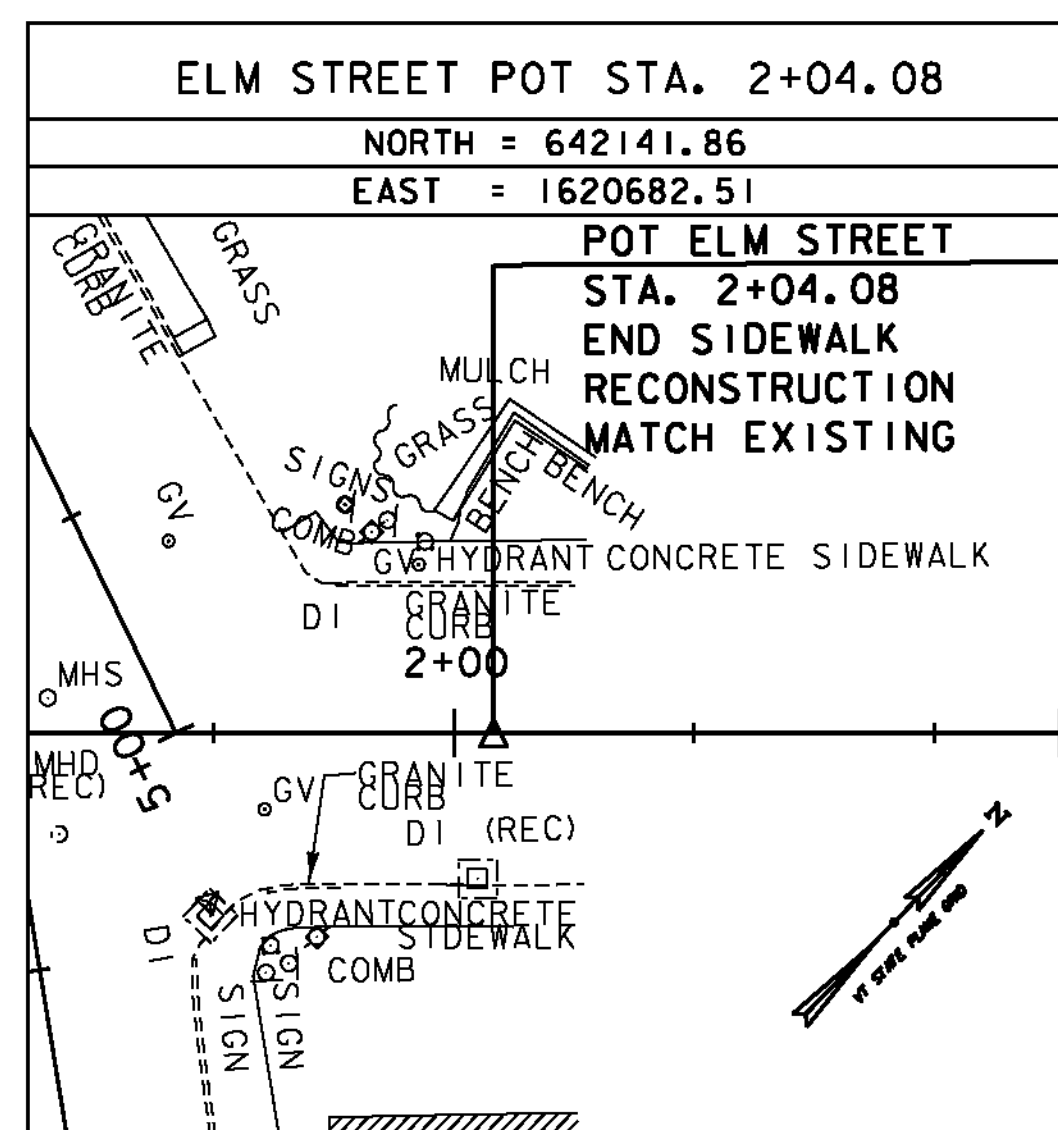 ELM STREET POT STA. 2+04.08
NORTH = 642141.86
EAST = 1620682.51
POT ELM STREET
STA. 2+04.08
END SIDEWALK
RECONSTRUCTION
MATCH EXISTING
GRANITE
CURB
GRASS
MULCH
GRASS
SIGNS
BENCH
BENCH
GV
COMB
GV
HYDRANT
CONCRETE SIDEWALK
DI
GRANITE
CURB
2+00
MHS
5+00
MHD
REC)
GV
GRANITE
CURB
DI (REC)
HYDRANT
CONCRETE
SIDEWALK
DI
COMB
SIGN
SIGN
N
VT STATE PLANE GRID